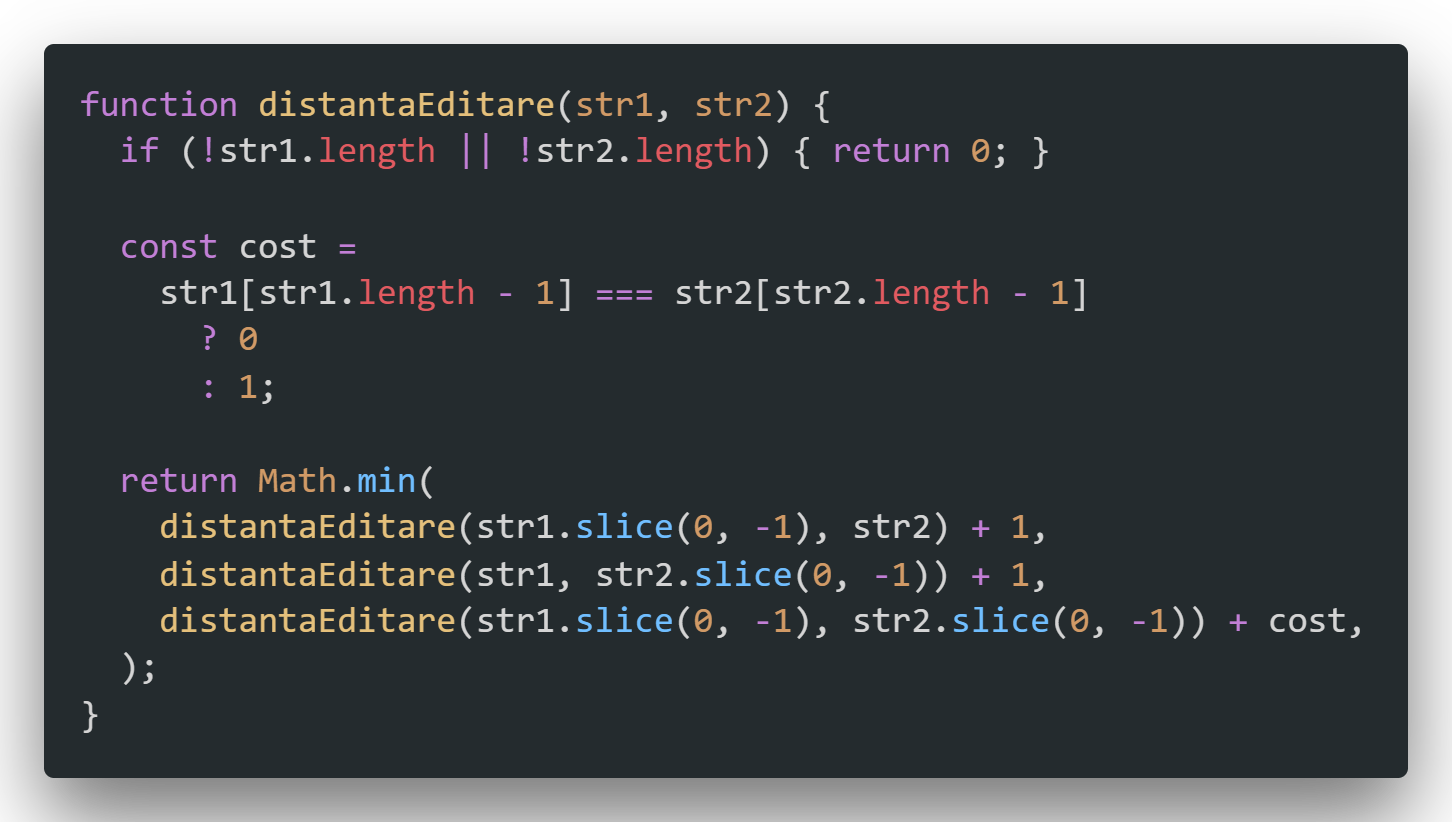 function distantaEditare(str1, str2) {
  if (!str1.length || !str2.length) { return 0; }

  const cost =
    str1[str1.length - 1] === str2[str2.length - 1]
      ? 0
      : 1;

  return Math.min(
    distantaEditare(str1.slice(0, -1), str2) + 1,
    distantaEditare(str1, str2.slice(0, -1)) + 1,
    distantaEditare(str1.slice(0, -1), str2.slice(0, -1)) + cost,
  );
}